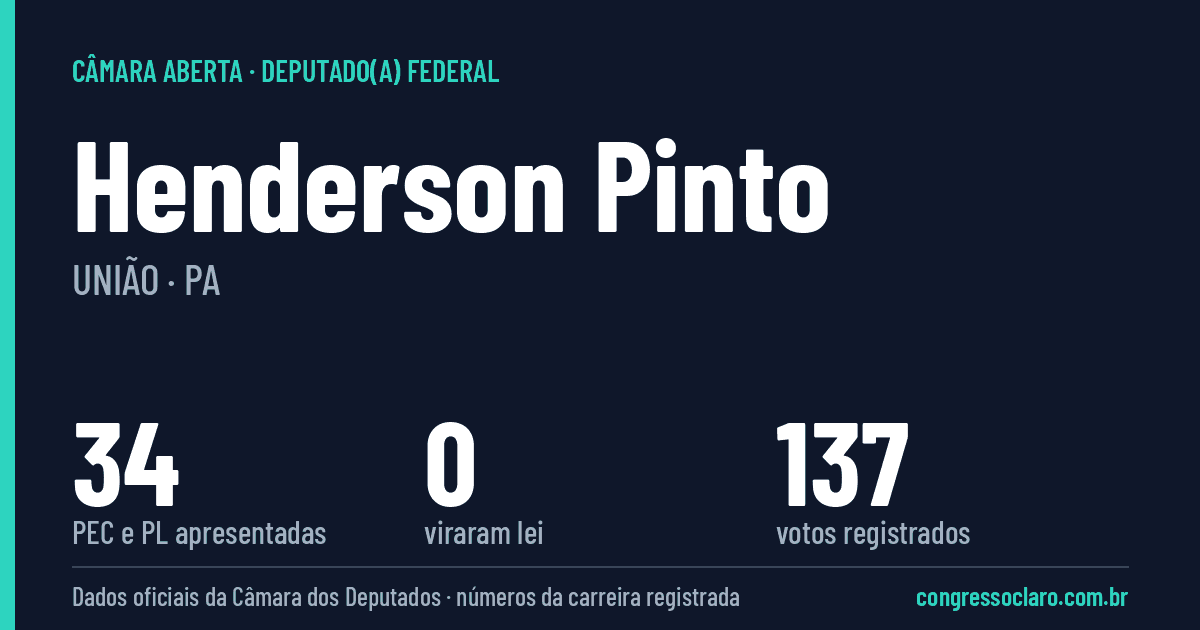 CÂMARA ABERTA · DEPUTADO(A) FEDERAL
Henderson Pinto
UNIÃO · PA
34 0 137
PEC e PL apresentadas viraram lei votos registrados
Dados oficiais da Câmara dos Deputados · números da carreira registrada congressoclaro.com.br